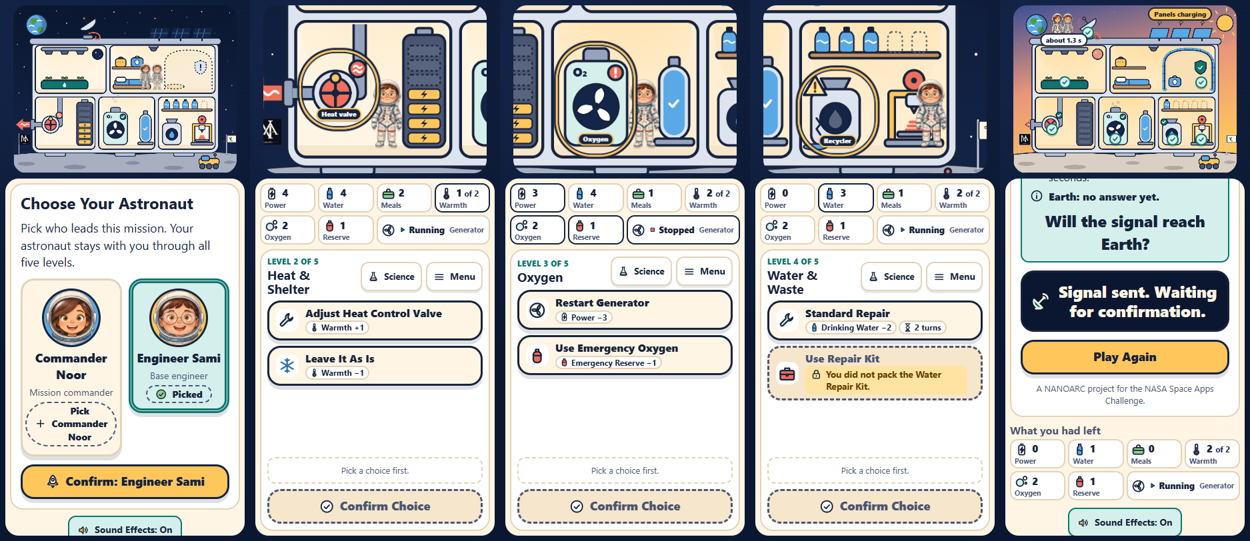 Choose Your Astronaut
Pick who leads this mission. Your
astronaut stays with you through all
five levels.
Commander
Noor
Mission commander
+ Pick
Commander
Noor
Engineer Sami
Base engineer
Picked
Confirm: Engineer Sami
Sound Effects: On
Heat valve
4
Power
4
Water
2
Meals
1 of 2
Warmth
2
Oxygen
1
Reserve
Running Generator
LEVEL 2 OF 5
Heat &
Shelter
Science
Menu
Adjust Heat Control Valve
Warmth +1
Leave It As Is
Warmth −1
Pick a choice first.
Confirm Choice
O₂
Oxygen
3
Power
4
Water
1
Meals
2 of 2
Warmth
2
Oxygen
1
Reserve
Stopped Generator
LEVEL 3 OF 5
Oxygen
Science
Menu
Restart Generator
Power −3
Use Emergency Oxygen
Emergency Reserve −1
Pick a choice first.
Confirm Choice
Recycler
0
Power
3
Water
1
Meals
2 of 2
Warmth
2
Oxygen
1
Reserve
Running Generator
LEVEL 4 OF 5
Water &
Waste
Science
Menu
Standard Repair
Drinking Water −2
2 turns
Use Repair Kit
You did not pack the Water
Repair Kit.
Pick a choice first.
Confirm Choice
Panels charging
about 1.3 s
seconds.
Earth: no answer yet.
Will the signal reach
Earth?
Signal sent. Waiting
for confirmation.
Play Again
A NANOARC project for the NASA Space Apps
Challenge.
What you had left
0
Power
1
Water
0
Meals
2 of 2
Warmth
2
Oxygen
1
Reserve
Running Generator
Sound Effects: On